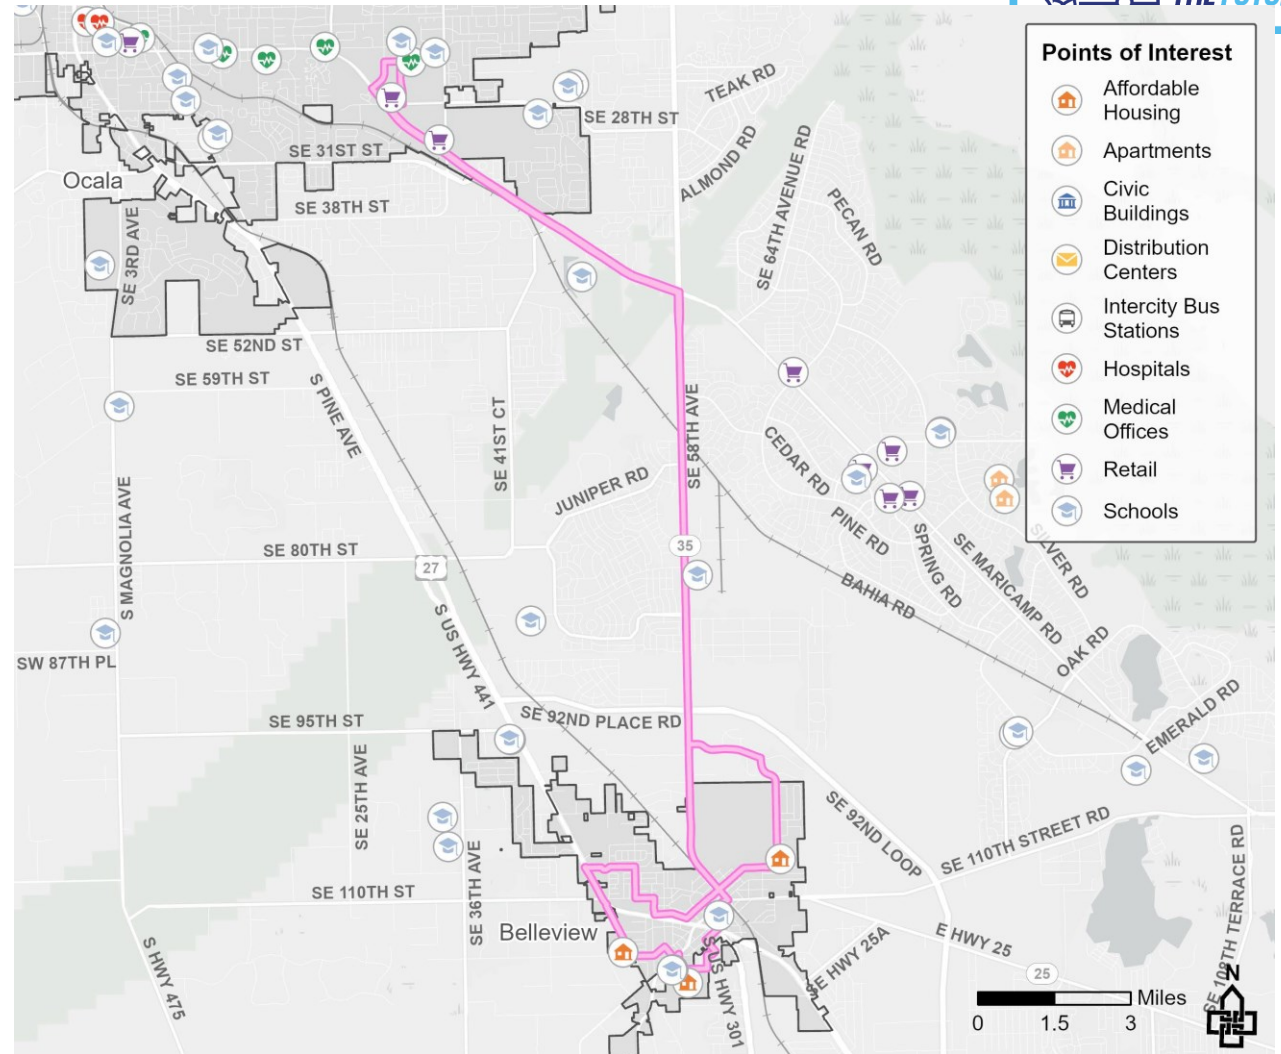 THE
Points of Interest
Affordable
Housing
Apartments
Civic
Buildings
Distribution
Centers
Intercity Bus
Stations
Hospitals
Medical
Offices
Retail
Schools
TEAK RD
SE 28TH ST
ALMOND RD
SE 31ST ST
Ocala
SE 38TH ST
SE 3RD AVE
SE 64TH AVENUE RD
PECAN RD
SE 52ND ST
SE 59TH ST
S PINE AVE
SE 41ST CT
SE 58TH AVE
CEDAR RD
JUNIPER RD
S MAGNOLIA AVE
PINE RD
SPRING RD
SE MARICAMP RD
SILVER RD
35
SE 80TH ST
27
BAHIA RD
S US HWY 441
OAK RD
SW 87TH PL
SE 92ND PLACE RD
SE 95TH ST
EMERALD RD
SE 25TH AVE
SE 92ND LOOP
SE 110TH STREET RD
SE 36TH AVE
SE 110TH ST
SE 108TH TERRACE RD
Belleview
S HWY 475
S US HWY 301
SE HWY 25A
E HWY 25
25
N
Miles
0 1.5 3